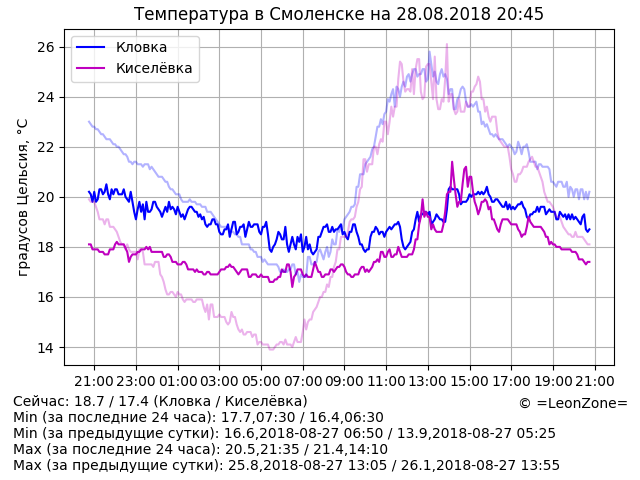 Температура в Смоленске на 28.08.2018 20:45
Кловка
Киселёвка
градусов Цельсия, °C
26
24
22
20
18
16
14
21:00 23:00 01:00 03:00 05:00 07:00 09:00 11:00 13:00 15:00 17:00 19:00 21:00
Сейчас: 18.7 / 17.4 (Кловка / Киселёвка)
© =LeonZone=
Min (за последние 24 часа): 17.7,07:30 / 16.4,06:30
Min (за предыдущие сутки): 16.6,2018-08-27 06:50 / 13.9,2018-08-27 05:25
Max (за последние 24 часа): 20.5,21:35 / 21.4,14:10
Max (за предыдущие сутки): 25.8,2018-08-27 13:05 / 26.1,2018-08-27 13:55